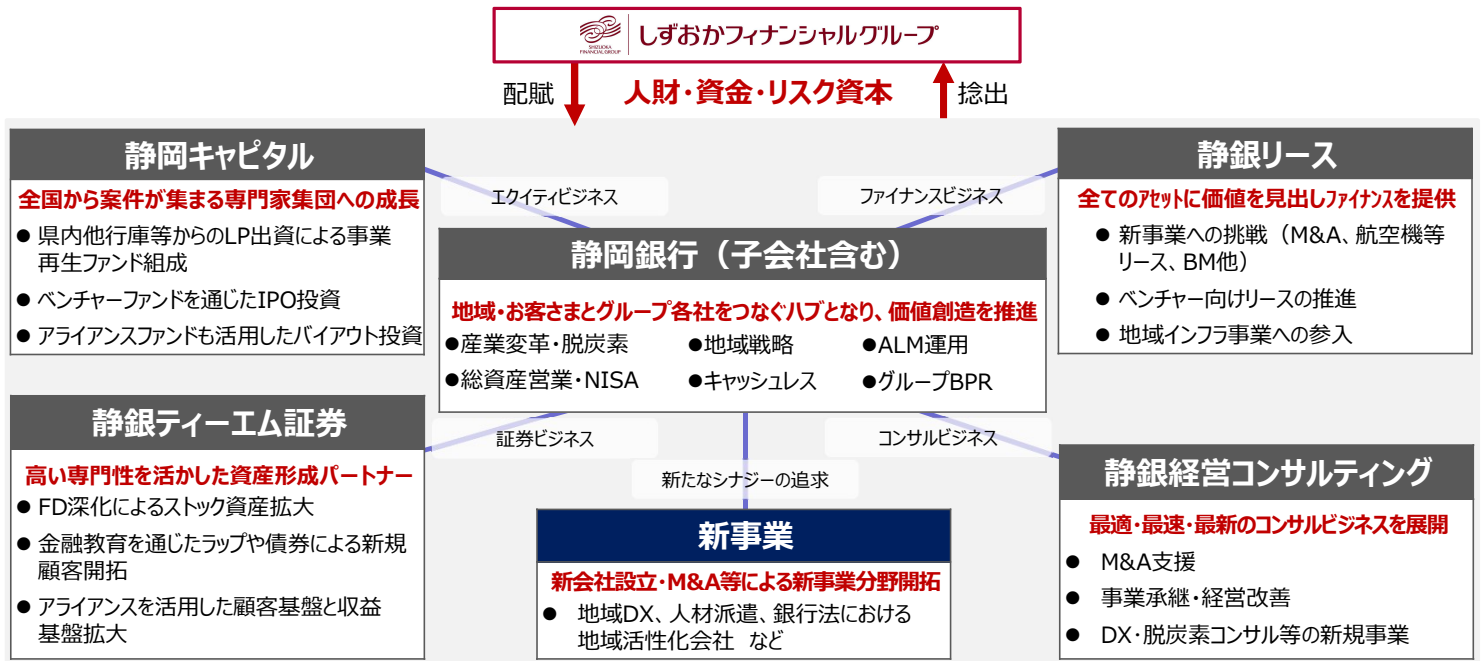 SHIZUOKA
FINANCIAL GROUP
しずおかフィナンシャルグループ
配賦
人財・資金・リスク資本
捻出
静岡キャピタル
全国から案件が集まる専門家集団への成長
● 県内他行庫等からのLP出資による事業
再生ファンド組成
● ベンチャーファンドを通じたIPO投資
● アライアンスファンドも活用したバイアウト投資
エクイティビジネス
ファイナンスビジネス
静銀リース
全てのアセットに価値を見出しファイナンスを提供
● 新事業への挑戦（M&A、航空機等
リース、BM他）
● ベンチャー向けリースの推進
● 地域インフラ事業への参入
静岡銀行（子会社含む）
地域・お客さまとグループ各社をつなぐハブとなり、価値創造を推進
●産業変革・脱炭素
●地域戦略
●ALM運用
●総資産営業・NISA
●キャッシュレス
●グループBPR
静銀ティーエム証券
高い専門性を活かした資産形成パートナー
● FD深化によるストック資産拡大
● 金融教育を通じたラップや債券による新規
顧客開拓
● アライアンスを活用した顧客基盤と収益
基盤拡大
証券ビジネス
新たなシナジーの追求
コンサルビジネス
新事業
新会社設立・M&A等による新事業分野開拓
● 地域DX、人材派遣、銀行法における
地域活性化会社 など
静銀経営コンサルティング
最適・最速・最新のコンサルビジネスを展開
● M&A支援
● 事業承継・経営改善
● DX・脱炭素コンサル等の新規事業